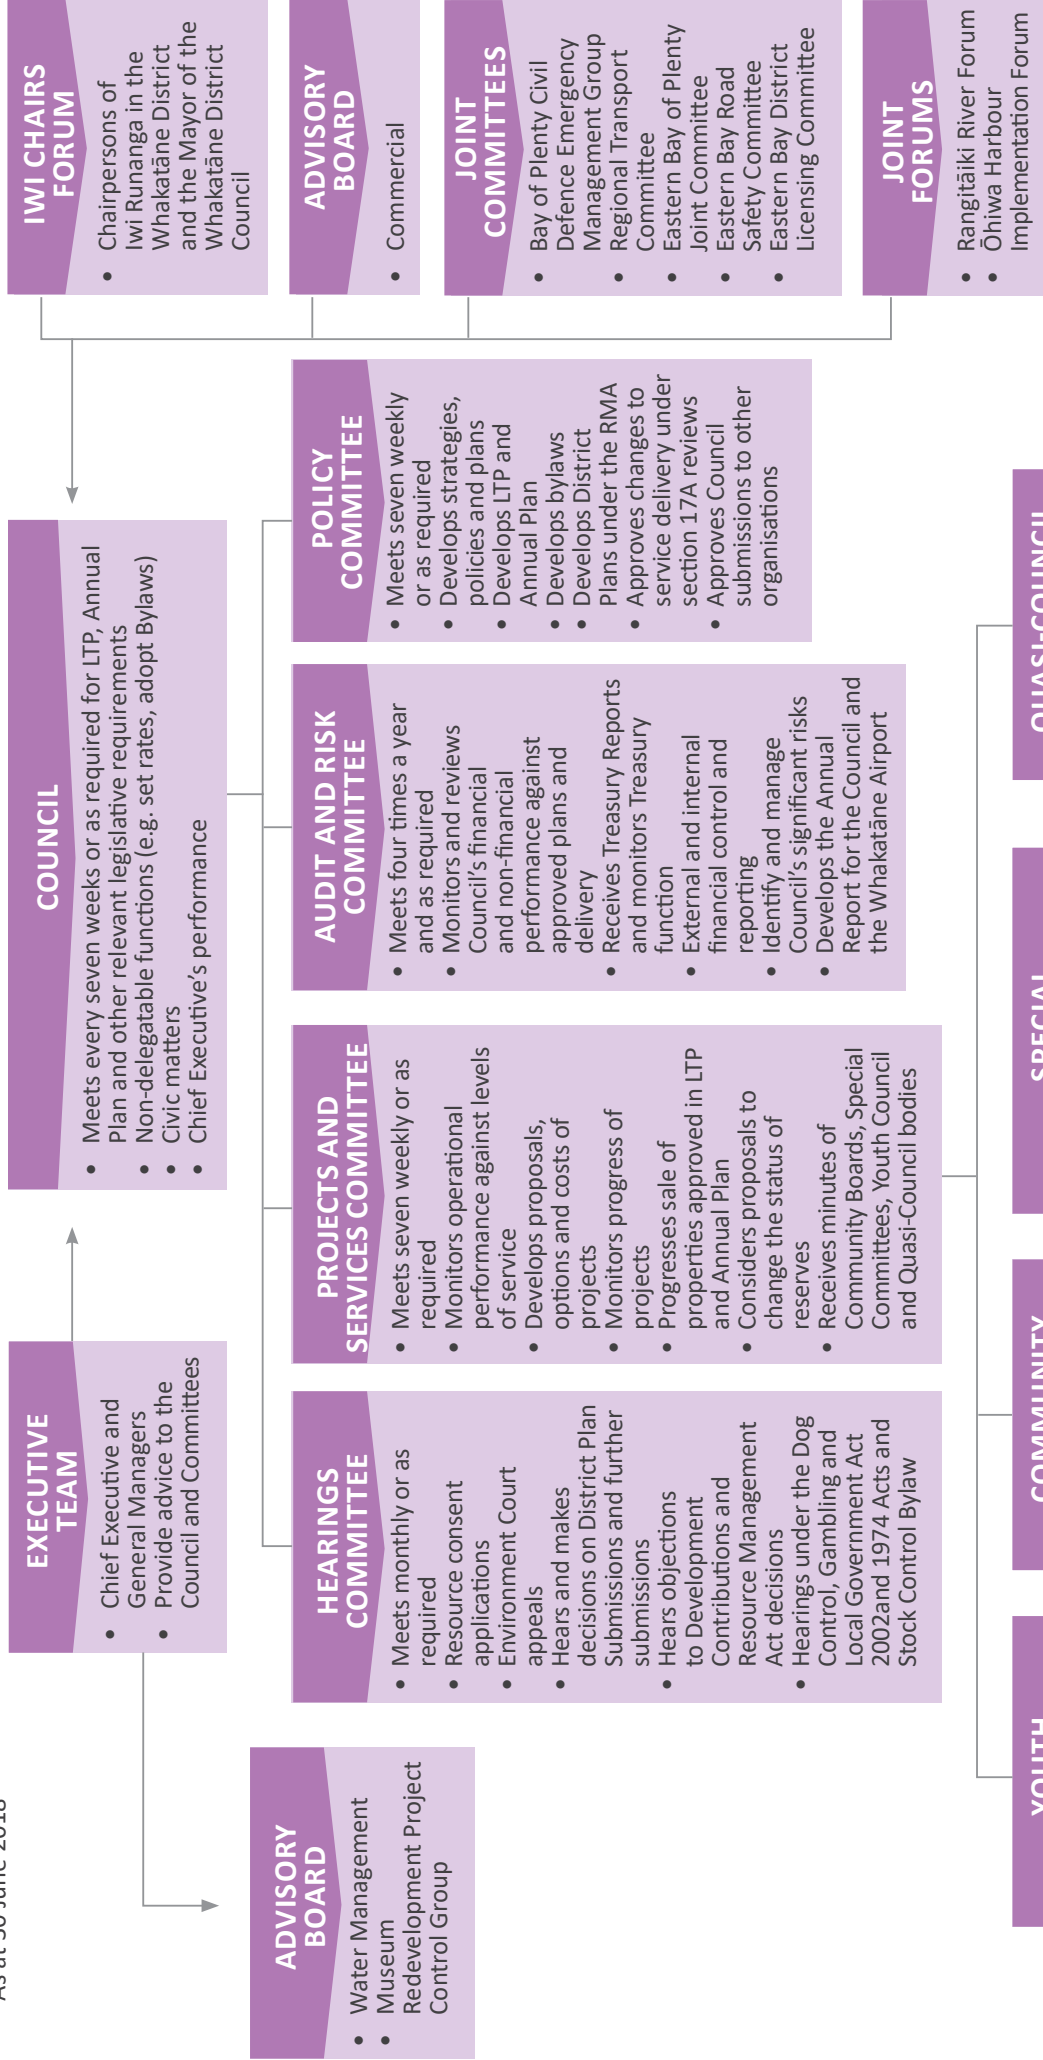 As at 30 June 2018
EXECUTIVE
TEAM
• Chief Executive and
General Managers
• Provide advice to the
Council and Committees
COUNCIL
• Meets every seven weeks or as required for LTP, Annual
Plan and other relevant legislative requirements
• Non-delegatable functions (e.g. set rates, adopt Bylaws)
• Civic matters
• Chief Executive's performance
IWI CHAIRS
FORUM
• Chairpersons of
Iwi Runanga in the
Whakatāne District
and the Mayor of the
Whakatāne District
Council
ADVISORY
BOARD
• Commercial
JOINT
COMMITTEES
• Bay of Plenty Civil
Defence Emergency
Management Group
• Regional Transport
Committee
• Eastern Bay of Plenty
Joint Committee
• Eastern Bay Road
Safety Committee
• Eastern Bay District
Licensing Committee
JOINT
FORUMS
• Rangitāiki River Forum
• Ōhiwa Harbour
Implementation Forum
ADVISORY
BOARD
• Water Management
• Museum
Redevelopment Project
Control Group
HEARINGS
COMMITTEE
• Meets monthly or as
required
• Resource consent
applications
• Environment Court
appeals
• Hears and makes
decisions on District Plan
Submissions and further
submissions
• Hears objections
to Development
Contributions and
Resource Management
Act decisions
• Hearings under the Dog
Control, Gambling and
Local Government Act
2002and 1974 Acts and
Stock Control Bylaw
PROJECTS AND
SERVICES COMMITTEE
• Meets seven weekly or as
required
• Monitors operational
performance against levels
of service
• Develops proposals,
options and costs of
projects
• Monitors progress of
projects
• Progresses sale of
properties approved in LTP
and Annual Plan
• Considers proposals to
change the status of
reserves
• Receives minutes of
Community Boards, Special
Committees, Youth Council
and Quasi-Council bodies
AUDIT AND RISK
COMMITTEE
• Meets four times a year
and as required
• Monitors and reviews
Council's financial
and non-financial
performance against
approved plans and
delivery
• Receives Treasury Reports
and monitors Treasury
function
• External and internal
financial control and
reporting
• Identify and manage
Council's significant risks
• Develops the Annual
Report for the Council and
the Whakatāne Airport
POLICY
COMMITTEE
• Meets seven weekly
or as required
• Develops strategies,
policies and plans
• Develops LTP and
Annual Plan
• Develops bylaws
• Develops District
Plans under the RMA
• Approves changes to
service delivery under
section 17A reviews
• Approves Council
submissions to other
organisations
YOUTH
COMMUNITY
SPECIAL
QUASI-COUNCIL